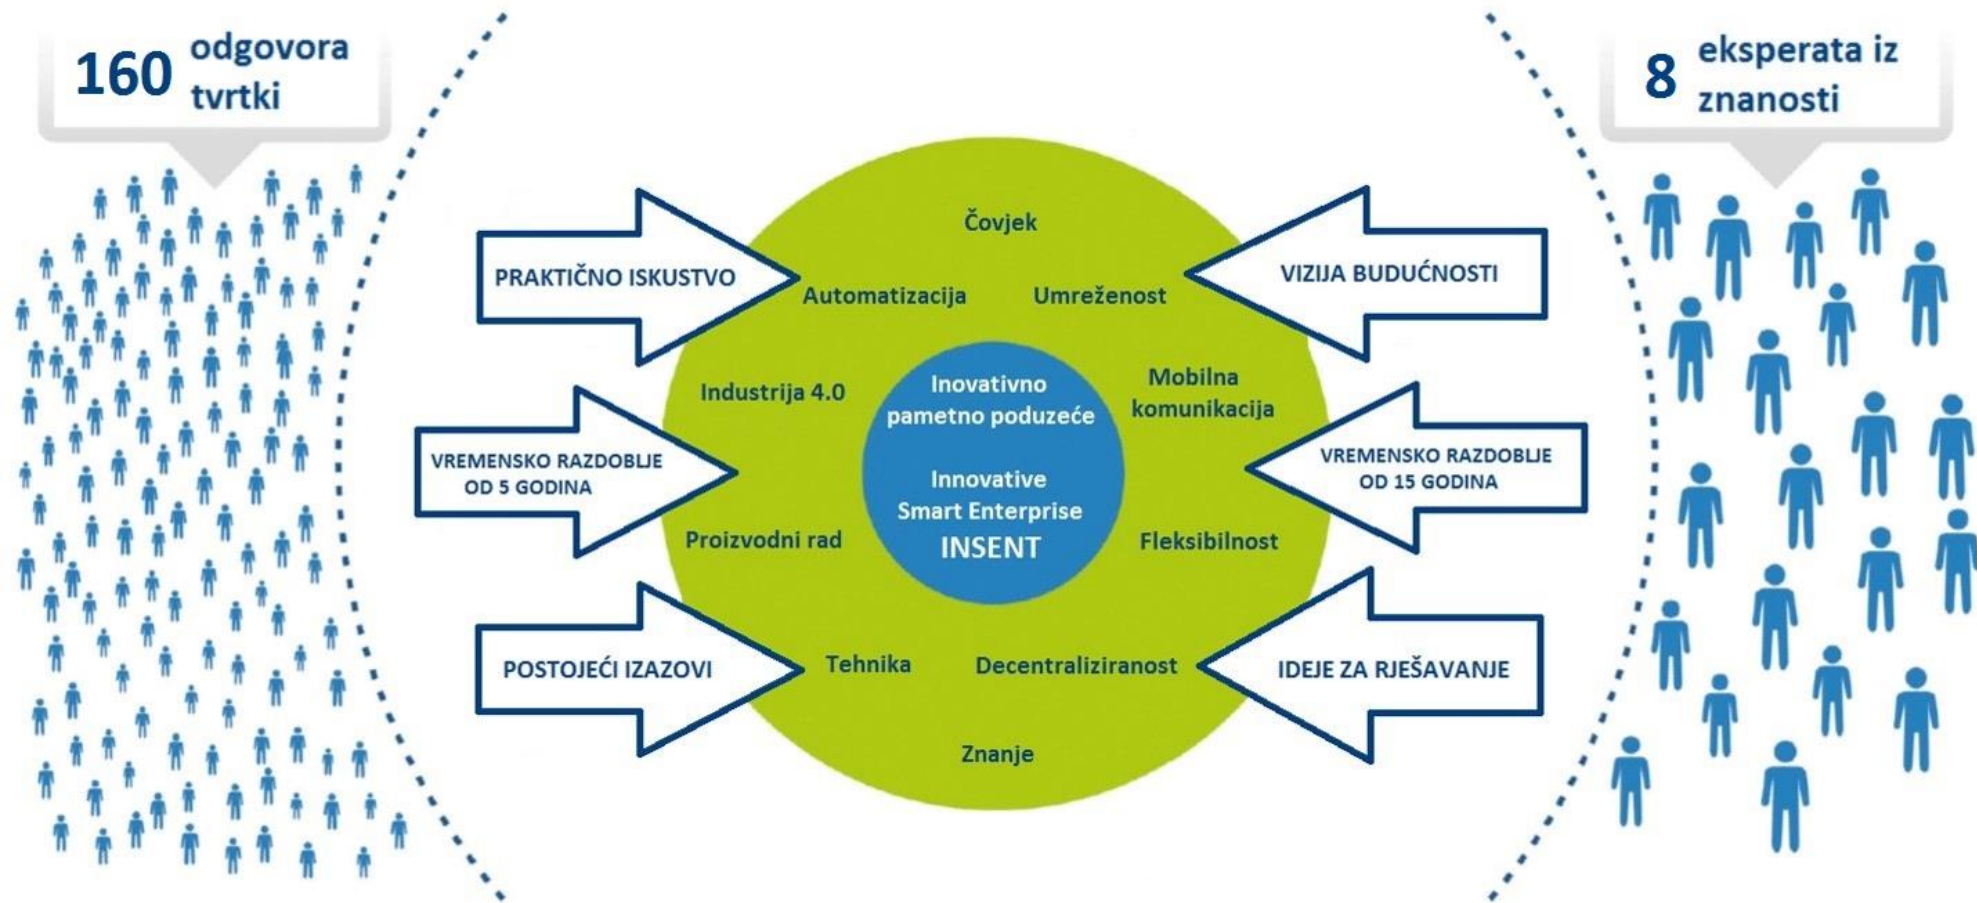 160 odgovora
tvrtki
8 eksperata iz
znanosti
PRAKTIČNO ISKUSTVO
VREMENSKO RAZDOBLJE
OD 5 GODINA
POSTOJEĆI IZAZOVI
Čovjek
Automatizacija
Umreženost
Industrija 4.0
Mobilna
komunikacija
Inovativno
pametno poduzeće
Innovative
Smart Enterprise
INSENT
Proizvodni rad
Fleksibilnost
Tehnika
Decentraliziranost
Znanje
VIZIJA BUDUĆNOSTI
VREMENSKO RAZDOBLJE
OD 15 GODINA
IDEJE ZA RJEŠAVANJE